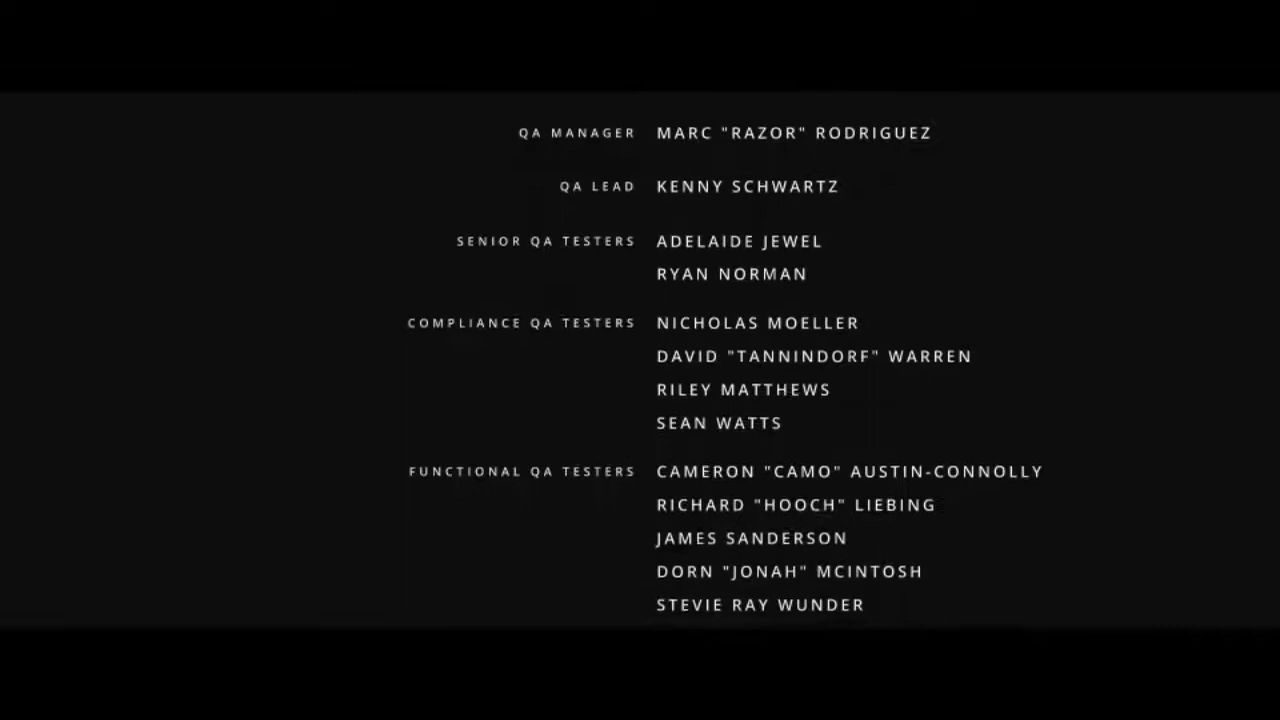 QA MANAGER MARC "RAZOR" RODRIGUEZ
QA LEAD KENNY SCHWARTZ
SENIOR QA TESTERS ADELAIDE JEWEL
RYAN NORMAN
COMPLIANCE QA TESTERS NICHOLAS MOELLER
DAVID "TANNINDORF" WARREN
RILEY MATTHEWS
SEAN WATTS
FUNCTIONAL QA TESTERS CAMERON "CAMO" AUSTIN-CONNOLLY
RICHARD "HOOCH" LIEBING
JAMES SANDERSON
DORN "JONAH" MCINTOSH
STEVIE RAY WUNDER